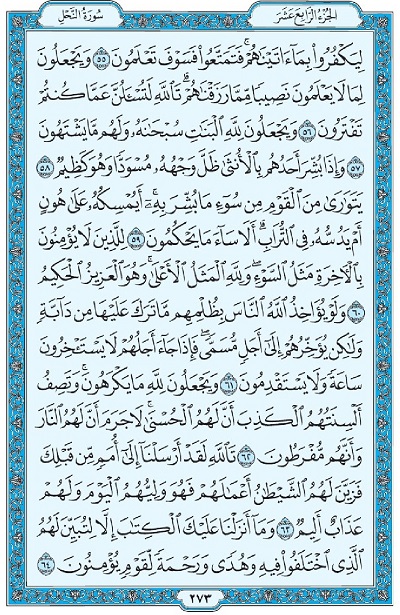 الجزء الرابع عشر
سورة النحل
لِيَكْفُرُوا۟ بِمَآ ءَاتَيْنَٰهُمْ ۚ فَتَمَتَّعُوا۟ ۖ فَسَوْفَ تَعْلَمُونَ ٥٥ وَيَجْعَلُونَ
لِمَا لَا يَعْلَمُونَ نَصِيبًا مِّمَّا رَزَقْنَٰهُمْ ۗ تَٱللَّهِ لَتُسْـَٔلُنَّ عَمَّا كُنتُمْ
تَفْتَرُونَ ٥٦ وَيَجْعَلُونَ لِلَّهِ ٱلْبَنَٰتِ سُبْحَٰنَهُۥ ۙ وَلَهُم مَّا يَشْتَهُونَ
٥٧ وَإِذَا بُشِّرَ أَحَدُهُم بِٱلْأُنثَىٰ ظَلَّ وَجْهُهُۥ مُسْوَدًّا وَهُوَ كَظِيمٌ ٥٨
يَتَوَٰرَىٰ مِنَ ٱلْقَوْمِ مِن سُوٓءِ مَا بُشِّرَ بِهِۦٓ ۚ أَيُمْسِكُهُۥ عَلَىٰ هُونٍ
أَمْ يَدُسُّهُۥ فِى ٱلتُّرَابِ ۗ أَلَا سَآءَ مَا يَحْكُمُونَ ٥٩ لِلَّذِينَ لَا يُؤْمِنُونَ
بِٱلْـَٔاخِرَةِ مَثَلُ ٱلسَّوْءِ ۖ وَلِلَّهِ ٱلْمَثَلُ ٱلْأَعْلَىٰ ۚ وَهُوَ ٱلْعَزِيزُ ٱلْحَكِيمُ
٦٠ وَلَوْ يُؤَاخِذُ ٱللَّهُ ٱلنَّاسَ بِظُلْمِهِم مَّا تَرَكَ عَلَيْهَا مِن دَآبَّةٍ
وَلَٰكِن يُؤَخِّرُهُمْ إِلَىٰٓ أَجَلٍ مُّسَمًّى ۖ فَإِذَا جَآءَ أَجَلُهُمْ لَا يَسْتَـْٔخِرُونَ
سَاعَةً ۖ وَلَا يَسْتَقْدِمُونَ ٦١ وَيَجْعَلُونَ لِلَّهِ مَا يَكْرَهُونَ وَتَصِفُ
أَلْسِنَتُهُمُ ٱلْكَذِبَ أَنَّ لَهُمُ ٱلْحُسْنَىٰ ۖ لَا جَرَمَ أَنَّ لَهُمُ ٱلنَّارَ
وَأَنَّهُم مُّفْرَطُونَ ٦٢ تَٱللَّهِ لَقَدْ أَرْسَلْنَآ إِلَىٰٓ أُمَمٍ مِّن قَبْلِكَ
فَزَيَّنَ لَهُمُ ٱلشَّيْطَٰنُ أَعْمَٰلَهُمْ فَهُوَ وَلِيُّهُمُ ٱلْيَوْمَ وَلَهُمْ
عَذَابٌ أَلِيمٌ ٦٣ وَمَآ أَنزَلْنَا عَلَيْكَ ٱلْكِتَٰبَ إِلَّا لِتُبَيِّنَ لَهُمُ
ٱلَّذِى ٱخْتَلَفُوا۟ فِيهِ ۙ وَهُدًى وَرَحْمَةً لِّقَوْمٍ يُؤْمِنُونَ ٦٤
٢٧٣